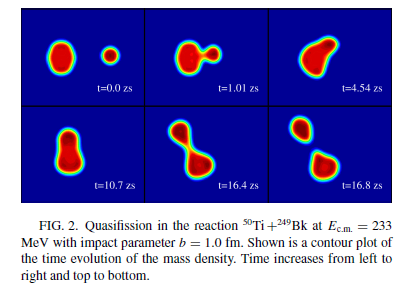 t=0.0 zs
t=1.01 zs
t=4.54 zs
t=10.7 zs
t=16.4 zs
t=16.8 zs
FIG. 2. Quasifission in the reaction ⁵⁰Ti+²⁴⁹Bk at E_c.m. = 233
MeV with impact parameter b = 1.0 fm. Shown is a contour plot of
the time evolution of the mass density. Time increases from left to
right and top to bottom.